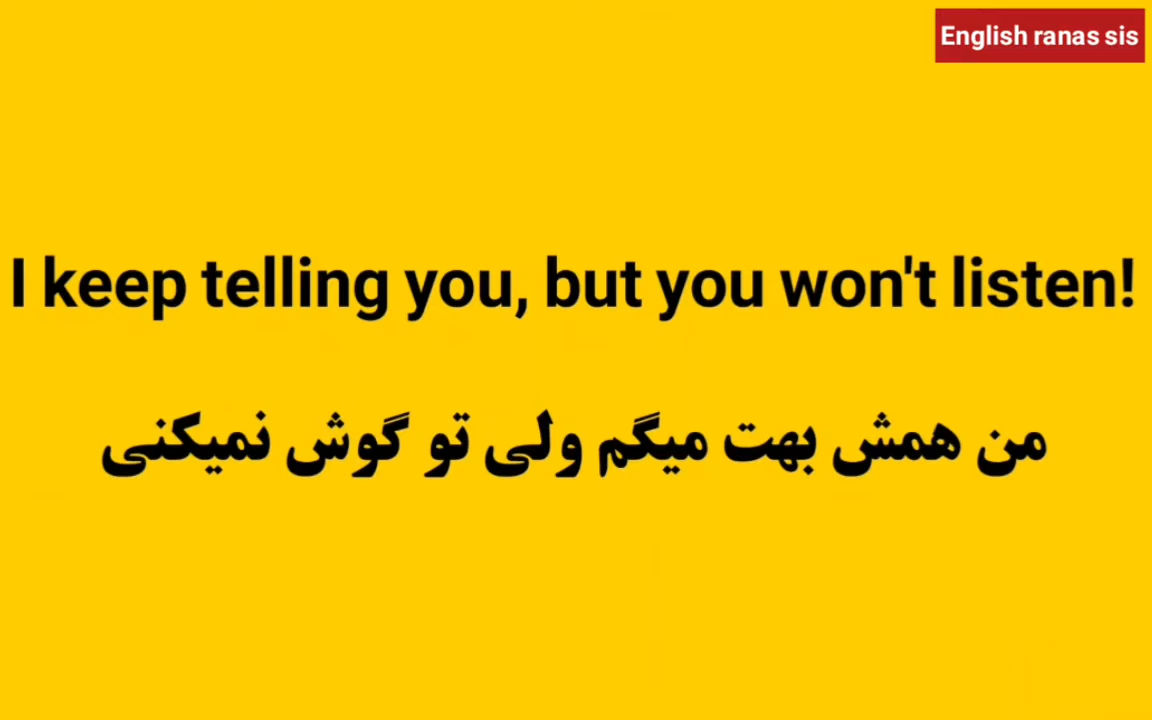 English ranas sis
I keep telling you, but you won't listen!
من همش بهت میگم ولی تو گوش نمیکنی